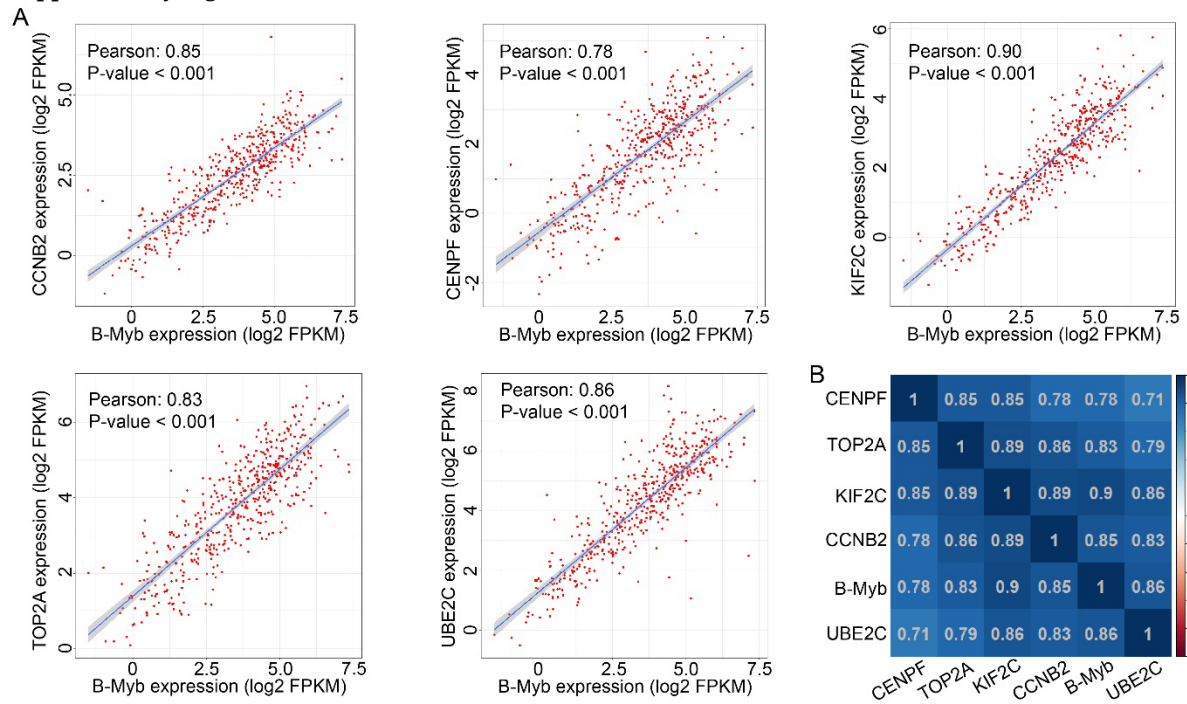 A
Pearson: 0.85
P-value < 0.001
CCNB2 expression (log2 FPKM)
5.0
2.5
0
0 2.5 5.0 7.5
B-Myb expression (log2 FPKM)
Pearson: 0.78
P-value < 0.001
CENPF expression (log2 FPKM)
4
2
0
-2
0 2.5 5.0 7.5
B-Myb expression (log2 FPKM)
Pearson: 0.90
P-value < 0.001
KIF2C expression (log2 FPKM)
6
4
2
0
0 2.5 5.0 7.5
B-Myb expression (log2 FPKM)
Pearson: 0.83
P-value < 0.001
TOP2A expression (log2 FPKM)
6
4
2
0
0 2.5 5.0 7.5
B-Myb expression (log2 FPKM)
Pearson: 0.86
P-value < 0.001
UBE2C expression (log2 FPKM)
8
6
4
2
0
0 2.5 5.0 7.5
B-Myb expression (log2 FPKM)
B
CENPF 1 0.85 0.85 0.78 0.78 0.71
TOP2A 0.85 1 0.89 0.86 0.83 0.79
KIF2C 0.85 0.89 1 0.89 0.9 0.86
CCNB2 0.78 0.86 0.89 1 0.85 0.83
B-Myb 0.78 0.83 0.9 0.85 1 0.86
UBE2C 0.71 0.79 0.86 0.83 0.86 1
CENPF TOP2A KIF2C CCNB2 B-Myb UBE2C